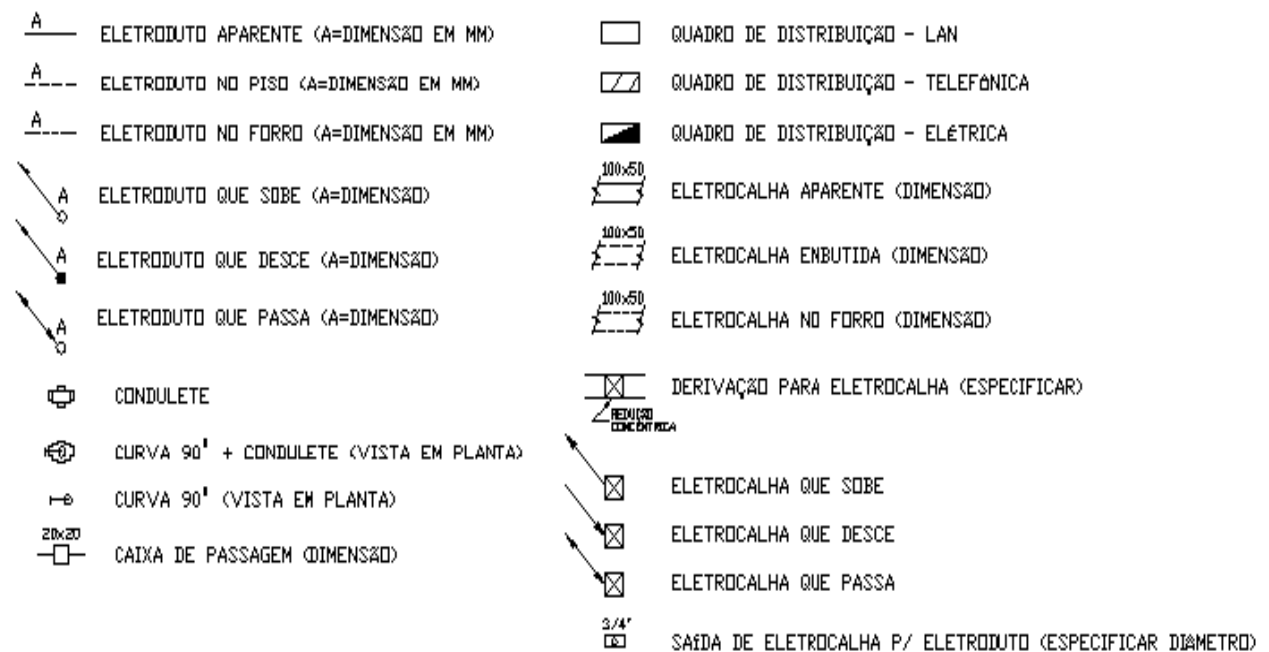 A
ELETRODUTO APARENTE (A=DIMENSÃO EM MM)
A
ELETRODUTO NO PISO (A=DIMENSÃO EM MM)
A
ELETRODUTO NO FORRO (A=DIMENSÃO EM MM)
A
ELETRODUTO QUE SOBE (A=DIMENSÃO)
A
ELETRODUTO QUE DESCE (A=DIMENSÃO)
A
ELETRODUTO QUE PASSA (A=DIMENSÃO)
CONDULETE
CURVA 90' + CONDULETE (VISTA EM PLANTA)
CURVA 90' (VISTA EM PLANTA)
20x20
CAIXA DE PASSAGEM (DIMENSÃO)
QUADRO DE DISTRIBUIÇÃO - LAN
QUADRO DE DISTRIBUIÇÃO - TELEFÔNICA
QUADRO DE DISTRIBUIÇÃO - ELÉTRICA
100x50
ELETROCALHA APARENTE (DIMENSÃO)
100x50
ELETROCALHA ENBUTIDA (DIMENSÃO)
100x50
ELETROCALHA NO FORRO (DIMENSÃO)
DERIVAÇÃO PARA ELETROCALHA (ESPECIFICAR)
REDUÇÃO
CONCENTRICA
ELETROCALHA QUE SOBE
ELETROCALHA QUE DESCE
ELETROCALHA QUE PASSA
3/4"
SAÍDA DE ELETROCALHA P/ ELETRODUTO (ESPECIFICAR DIÂMETRO)